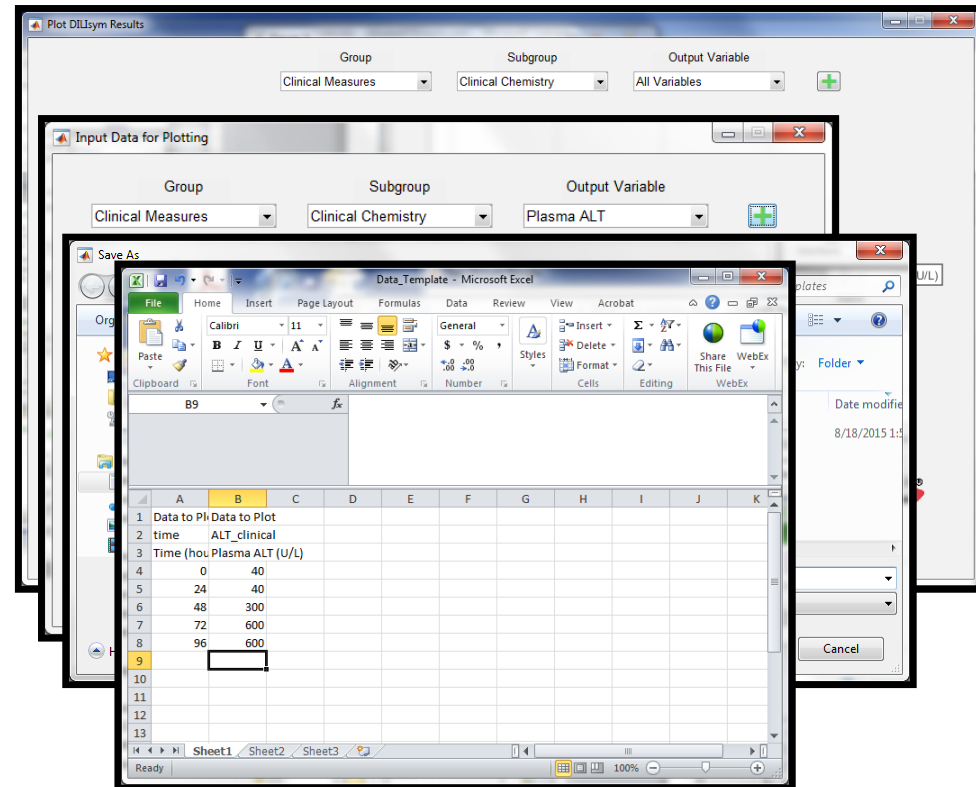 Plot DILIsym Results
Group Subgroup Output Variable
Clinical Measures Clinical Chemistry All Variables
Input Data for Plotting
Group Subgroup Output Variable
Clinical Measures Clinical Chemistry Plasma ALT
Save As
U/L)
Data_Template - Microsoft Excel
File Home Insert Page Layout Formulas Data Review View Acrobat
Org
Calibri 11 General
Paste B I U A A $ % , Styles Insert Delete Format Share This File WebEx
Clipboard Font Alignment Number Cells Editing WebEx
Folder
B9 fx
Date modifie
8/18/2015 1:5
A B C D E F G H I J K
1 Data to Pl Data to Plot
2 time ALT_clinical
3 Time (hou Plasma ALT (U/L)
4 0 40
5 24 40
6 48 300
7 72 600
8 96 600
9
10
11
12
13
Cancel
Sheet1 Sheet2 Sheet3
Ready 100%